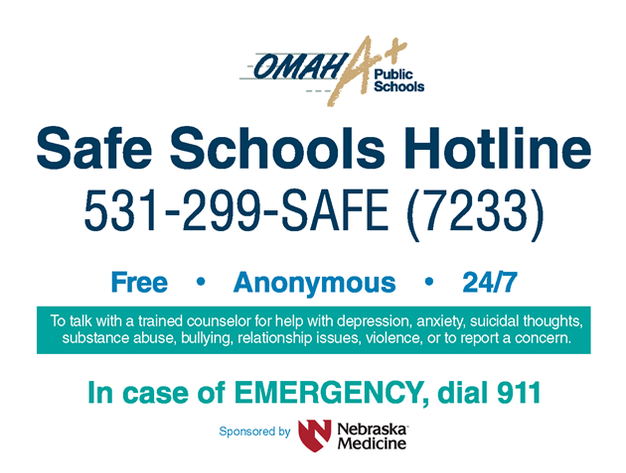 OMAHA+
Public
Schools
Safe Schools Hotline
531-299-SAFE (7233)
Free • Anonymous • 24/7
To talk with a trained counselor for help with depression, anxiety, suicidal thoughts,
substance abuse, bullying, relationship issues, violence, or to report a concern.
In case of EMERGENCY, dial 911
Sponsored by Nebraska
Medicine